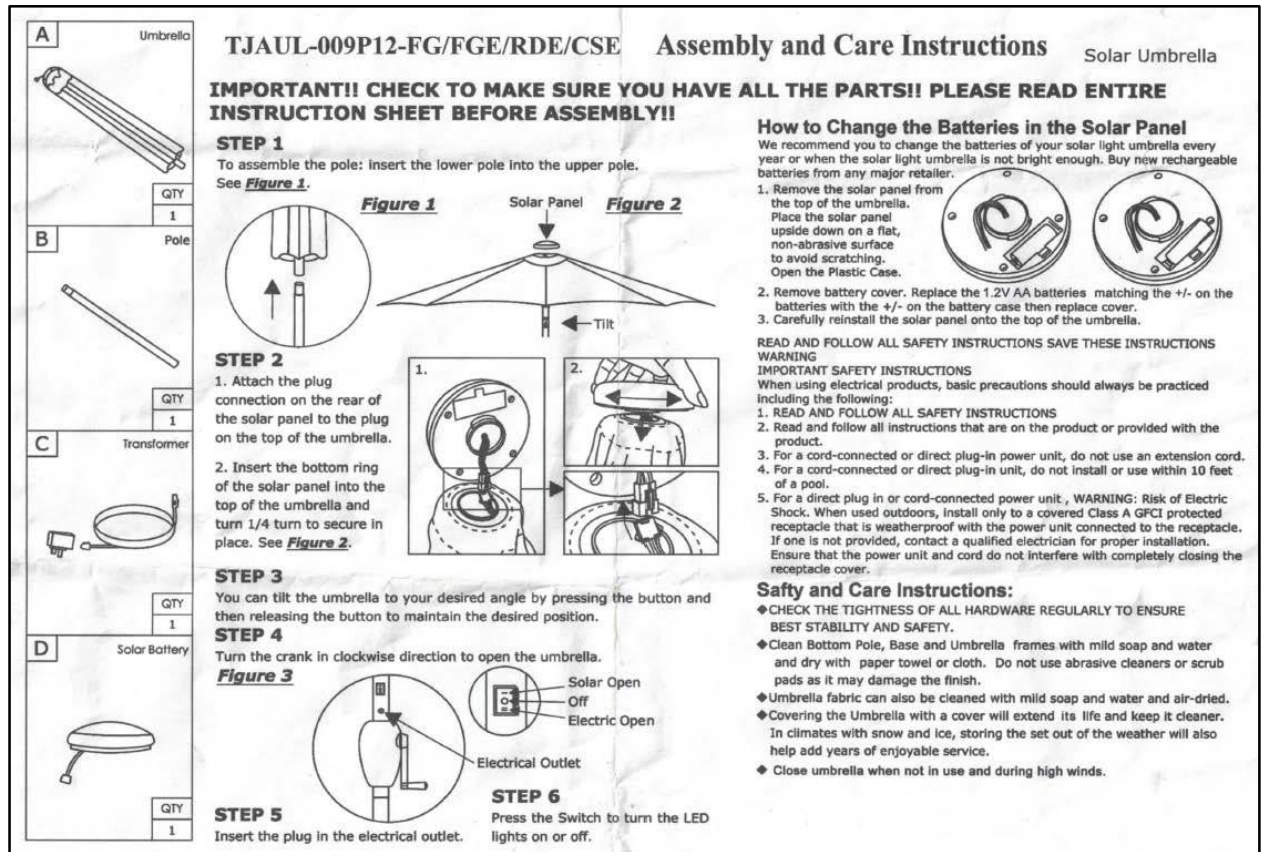 A
Umbrella
QTY
1
B
Pole
QTY
1
C
Transformer
QTY
1
D
Solar Bottery
QTY
1
TJAUL-009P12-FG/FGE/RDE/CSE Assembly and Care Instructions Solar Umbrella
IMPORTANT!! CHECK TO MAKE SURE YOU HAVE ALL THE PARTS!! PLEASE READ ENTIRE
INSTRUCTION SHEET BEFORE ASSEMBLY!!
STEP 1
To assemble the pole: insert the lower pole into the upper pole.
See Figure 1.
Figure 1
Solar Panel
Figure 2
Tilt
STEP 2
1. Attach the plug
connection on the rear of
the solar panel to the plug
on the top of the umbrella.
2. Insert the bottom ring
of the solar panel into the
top of the umbrella and
turn 1/4 turn to secure in
place. See Figure 2.
1.
2.
STEP 3
You can tilt the umbrella to your desired angle by pressing the button and
then releasing the button to maintain the desired position.
STEP 4
Turn the crank in clockwise direction to open the umbrella.
Figure 3
Solar Open
Off
Electric Open
Electrical Outlet
STEP 5
Insert the plug in the electrical outlet.
STEP 6
Press the Switch to turn the LED
lights on or off.
How to Change the Batteries in the Solar Panel
We recommend you to change the batteries of your solar light umbrella every
year or when the solar light umbrella is not bright enough. Buy new rechargeable
batteries from any major retailer.
1. Remove the solar panel from
the top of the umbrella.
Place the solar panel
upside down on a flat,
non-abrasive surface
to avoid scratching.
Open the Plastic Case.
2. Remove battery cover. Replace the 1.2V AA batteries matching the +/- on the
batteries with the +/- on the battery case then replace cover.
3. Carefully reinstall the solar panel onto the top of the umbrella.
READ AND FOLLOW ALL SAFETY INSTRUCTIONS SAVE THESE INSTRUCTIONS
WARNING
IMPORTANT SAFETY INSTRUCTIONS
When using electrical products, basic precautions should always be practiced
including the following:
1. READ AND FOLLOW ALL SAFETY INSTRUCTIONS
2. Read and follow all instructions that are on the product or provided with the
product.
3. For a cord-connected or direct plug-in power unit, do not use an extension cord.
4. For a cord-connected or direct plug-in unit, do not install or use within 10 feet
of a pool.
5. For a direct plug in or cord-connected power unit , WARNING: Risk of Electric
Shock. When used outdoors, install only to a covered Class A GFCI protected
receptacle that is weatherproof with the power unit connected to the receptacle.
If one is not provided, contact a qualified electrician for proper installation.
Ensure that the power unit and cord do not interfere with completely closing the
receptacle cover.
Safty and Care Instructions:
◆CHECK THE TIGHTNESS OF ALL HARDWARE REGULARLY TO ENSURE
BEST STABILITY AND SAFETY.
◆Clean Bottom Pole, Base and Umbrella frames with mild soap and water
and dry with paper towel or cloth. Do not use abrasive cleaners or scrub
pads as it may damage the finish.
◆Umbrella fabric can also be cleaned with mild soap and water and air-dried.
◆Covering the Umbrella with a cover will extend its life and keep it cleaner.
In climates with snow and ice, storing the set out of the weather will also
help add years of enjoyable service.
◆ Close umbrella when not in use and during high winds.